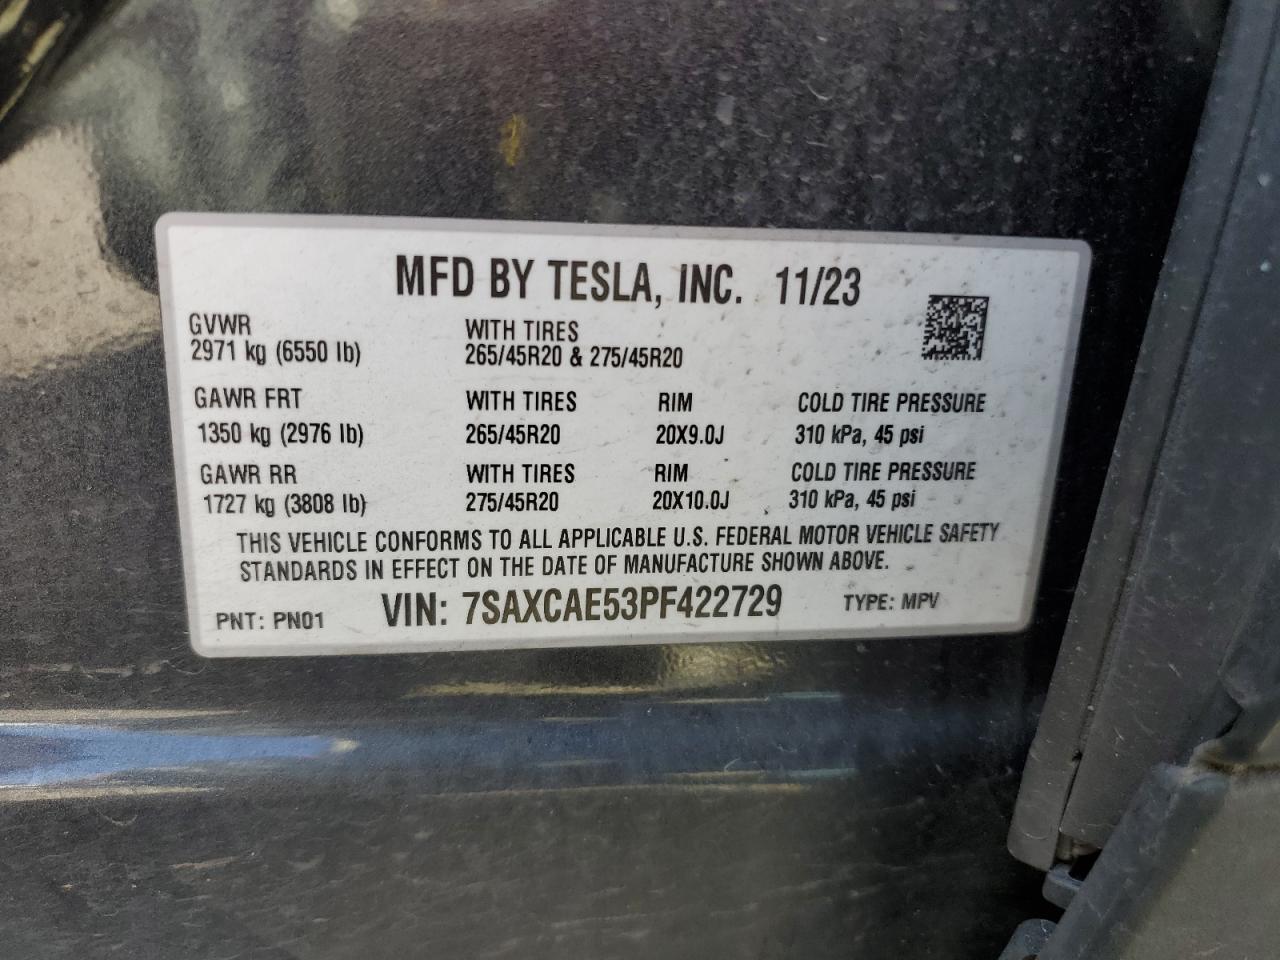 MFD BY TESLA, INC. 11/23
GVWR WITH TIRES
2971 kg (6550 lb) 265/45R20 & 275/45R20
GAWR FRT WITH TIRES RIM COLD TIRE PRESSURE
1350 kg (2976 lb) 265/45R20 20X9.0J 310 kPa, 45 psi
GAWR RR WITH TIRES RIM COLD TIRE PRESSURE
1727 kg (3808 lb) 275/45R20 20X10.0J 310 kPa, 45 psi
THIS VEHICLE CONFORMS TO ALL APPLICABLE U.S. FEDERAL MOTOR VEHICLE SAFETY
STANDARDS IN EFFECT ON THE DATE OF MANUFACTURE SHOWN ABOVE.
PNT: PN01 VIN: 7SAXCAE53PF422729 TYPE: MPV